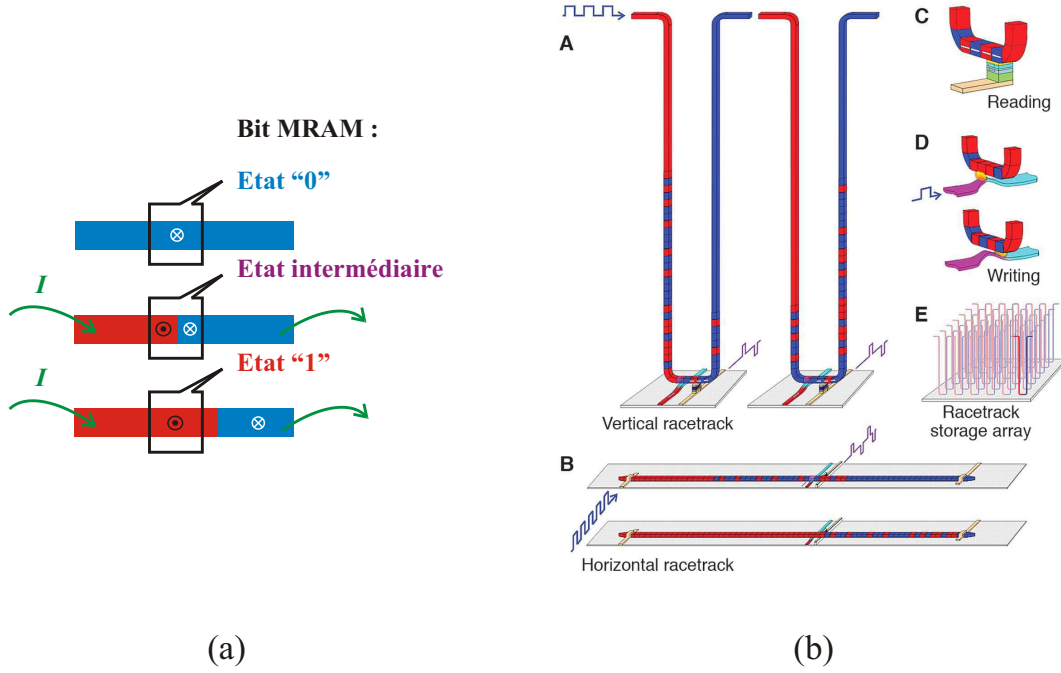 Bit MRAM :
Etat “0”
Etat intermédiaire
I
Etat “1”
I
(a)
A
Vertical racetrack
B
Horizontal racetrack
C
Reading
D
Writing
E
Racetrack
storage array
(b)